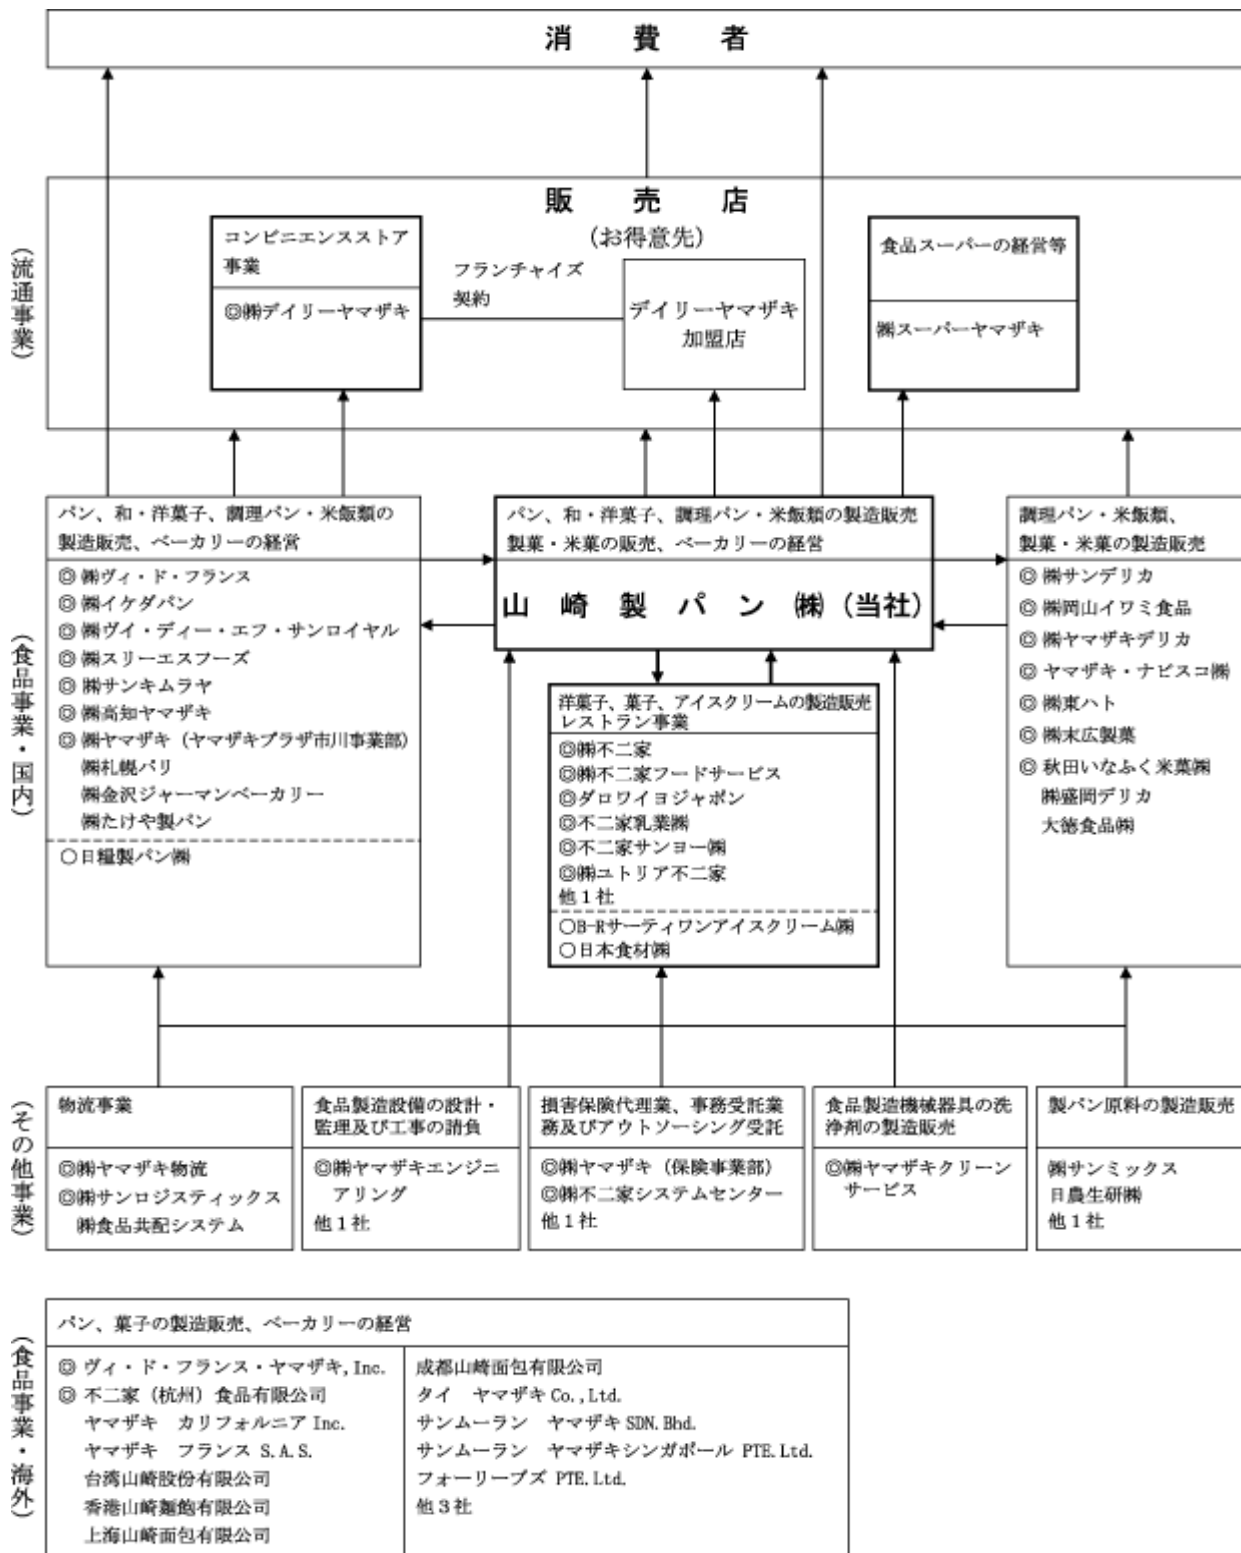 消費者
(流通事業)
販売店
(お得意先)
コンビニエンスストア
事業
◎㈱デイリーヤマザキ
フランチャイズ
契約
デイリーヤマザキ
加盟店
食品スーパーの経営等
㈱スーパーヤマザキ
(食品事業・国内)
パン、和・洋菓子、調理パン・米飯類の
製造販売、ベーカリーの経営
◎㈱ヴィ・ド・フランス
◎㈱イケダパン
◎㈱ヴイ・ディー・エフ・サンロイヤル
◎㈱スリーエスフーズ
◎㈱サンキムラヤ
◎㈱高知ヤマザキ
◎㈱ヤマザキ (ヤマザキプラザ市川事業部)
㈱札幌パリ
㈱金沢ジャーマンベーカリー
㈱たけや製パン
○日糧製パン㈱
パン、和・洋菓子、調理パン・米飯類の製造販売
製菓・米菓の販売、ベーカリーの経営
山崎製パン㈱(当社)
洋菓子、菓子、アイスクリームの製造販売
レストラン事業
◎㈱不二家
◎㈱不二家フードサービス
◎ダロワイヨジャポン
◎不二家乳業㈱
◎不二家サンヨー㈱
◎㈱ユトリア不二家
他1社
○B-Rサーティワンアイスクリーム㈱
○日本食材㈱
調理パン・米飯類、
製菓・米菓の製造販売
◎㈱サンデリカ
◎㈱岡山イワミ食品
◎㈱ヤマザキデリカ
◎ヤマザキ・ナビスコ㈱
◎㈱東ハト
◎㈱末広製菓
◎秋田いなふく米菓㈱
㈱盛岡デリカ
大徳食品㈱
(その他事業)
物流事業
◎㈱ヤマザキ物流
◎㈱サンロジスティックス
㈱食品共配システム
食品製造設備の設計・
監理及び工事の請負
◎㈱ヤマザキエンジニ
アリング
他1社
損害保険代理業、事務受託業
務及びアウトソーシング受託
◎㈱ヤマザキ (保険事業部)
◎㈱不二家システムセンター
他1社
食品製造機械器具の洗
浄剤の製造販売
◎㈱ヤマザキクリーン
サービス
製パン原料の製造販売
㈱サンミックス
日農生研㈱
他1社
(食品事業・海外)
パン、菓子の製造販売、ベーカリーの経営
◎ ヴィ・ド・フランス・ヤマザキ,Inc.
◎ 不二家(杭州)食品有限公司
ヤマザキ カリフォルニア Inc.
ヤマザキ フランス S.A.S.
台湾山崎股份有限公司
香港山崎麺飽有限公司
上海山崎面包有限公司
成都山崎面包有限公司
タイ ヤマザキ Co.,Ltd.
サンムーラン ヤマザキ SDN.Bhd.
サンムーラン ヤマザキシンガポール PTE.Ltd.
フォーリーブズ PTE.Ltd.
他3社